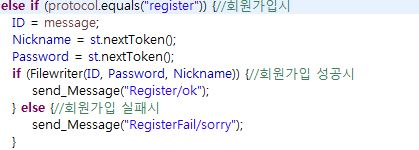 else if (protocol.equals("register")) {//회원가입시
ID = message;
Nickname = st.nextToken();
Password = st.nextToken();
if (Filewriter(ID, Password, Nickname)) {//회원가입 성공시
send_Message("Register/ok");
} else {//회원가입 실패시
send_Message("RegisterFail/sorry");
}